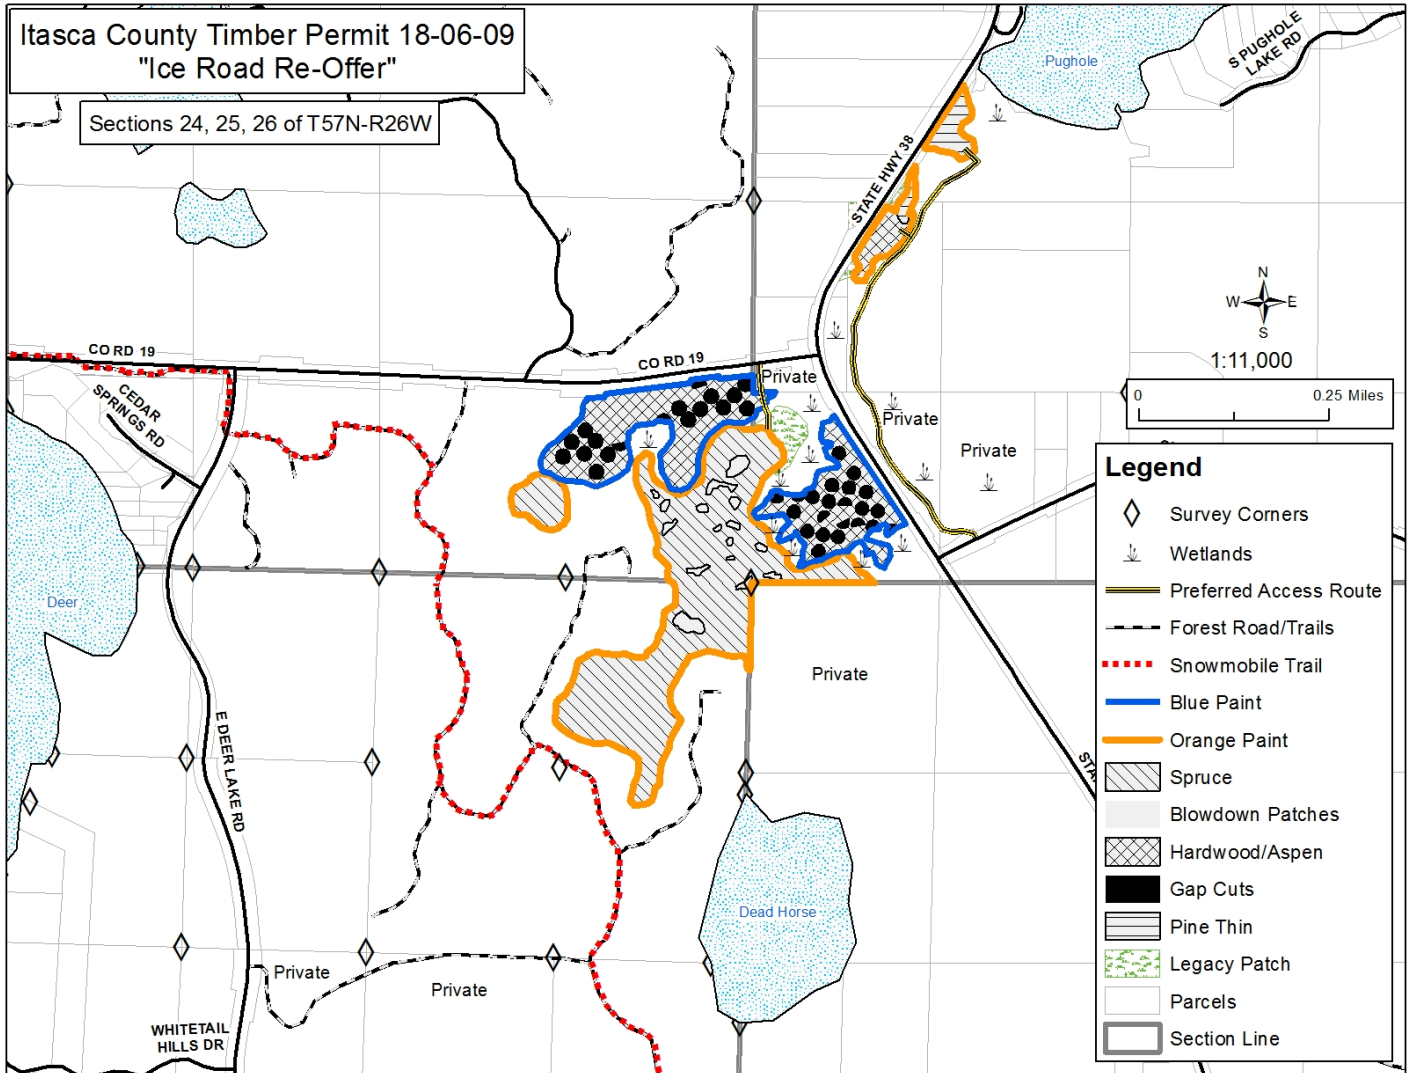 Itasca County Timber Permit 18-06-09
"Ice Road Re-Offer"
Sections 24, 25, 26 of T57N-R26W
Pughole
S PUGHOLE
LAKE RD
STATE HWY 38
N
W E
S
1:11,000
0 0.25 Miles
CO RD 19
CO RD 19
CEDAR
SPRINGS RD
Private
Private
Private
Deer
Private
E DEER LAKE RD
STA
Dead Horse
Private
Private
WHITETAIL
HILLS DR
Legend
Survey Corners
Wetlands
Preferred Access Route
Forest Road/Trails
Snowmobile Trail
Blue Paint
Orange Paint
Spruce
Blowdown Patches
Hardwood/Aspen
Gap Cuts
Pine Thin
Legacy Patch
Parcels
Section Line